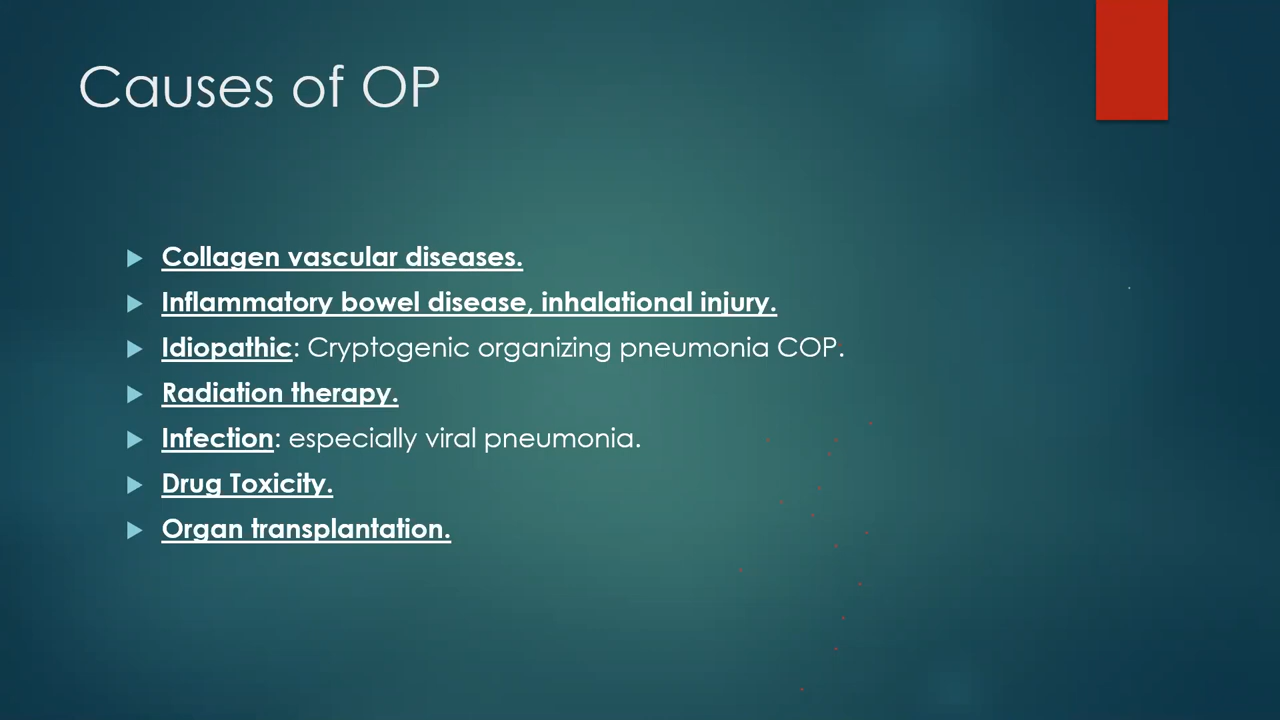 Causes of OP
Collagen vascular diseases.
Inflammatory bowel disease, inhalational injury.
Idiopathic: Cryptogenic organizing pneumonia COP.
Radiation therapy.
Infection: especially viral pneumonia.
Drug Toxicity.
Organ transplantation.